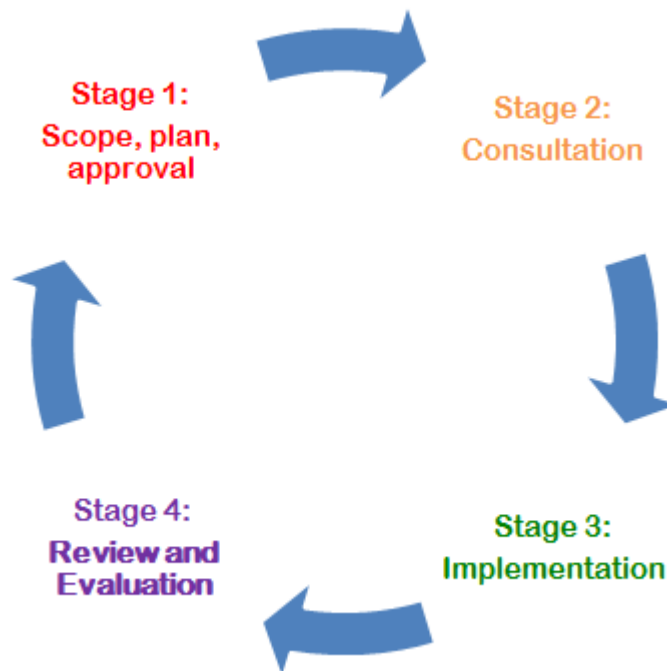 Stage 1:
Scope, plan,
approval
Stage 2:
Consultation
Stage 3:
Implementation
Stage 4:
Review and
Evaluation